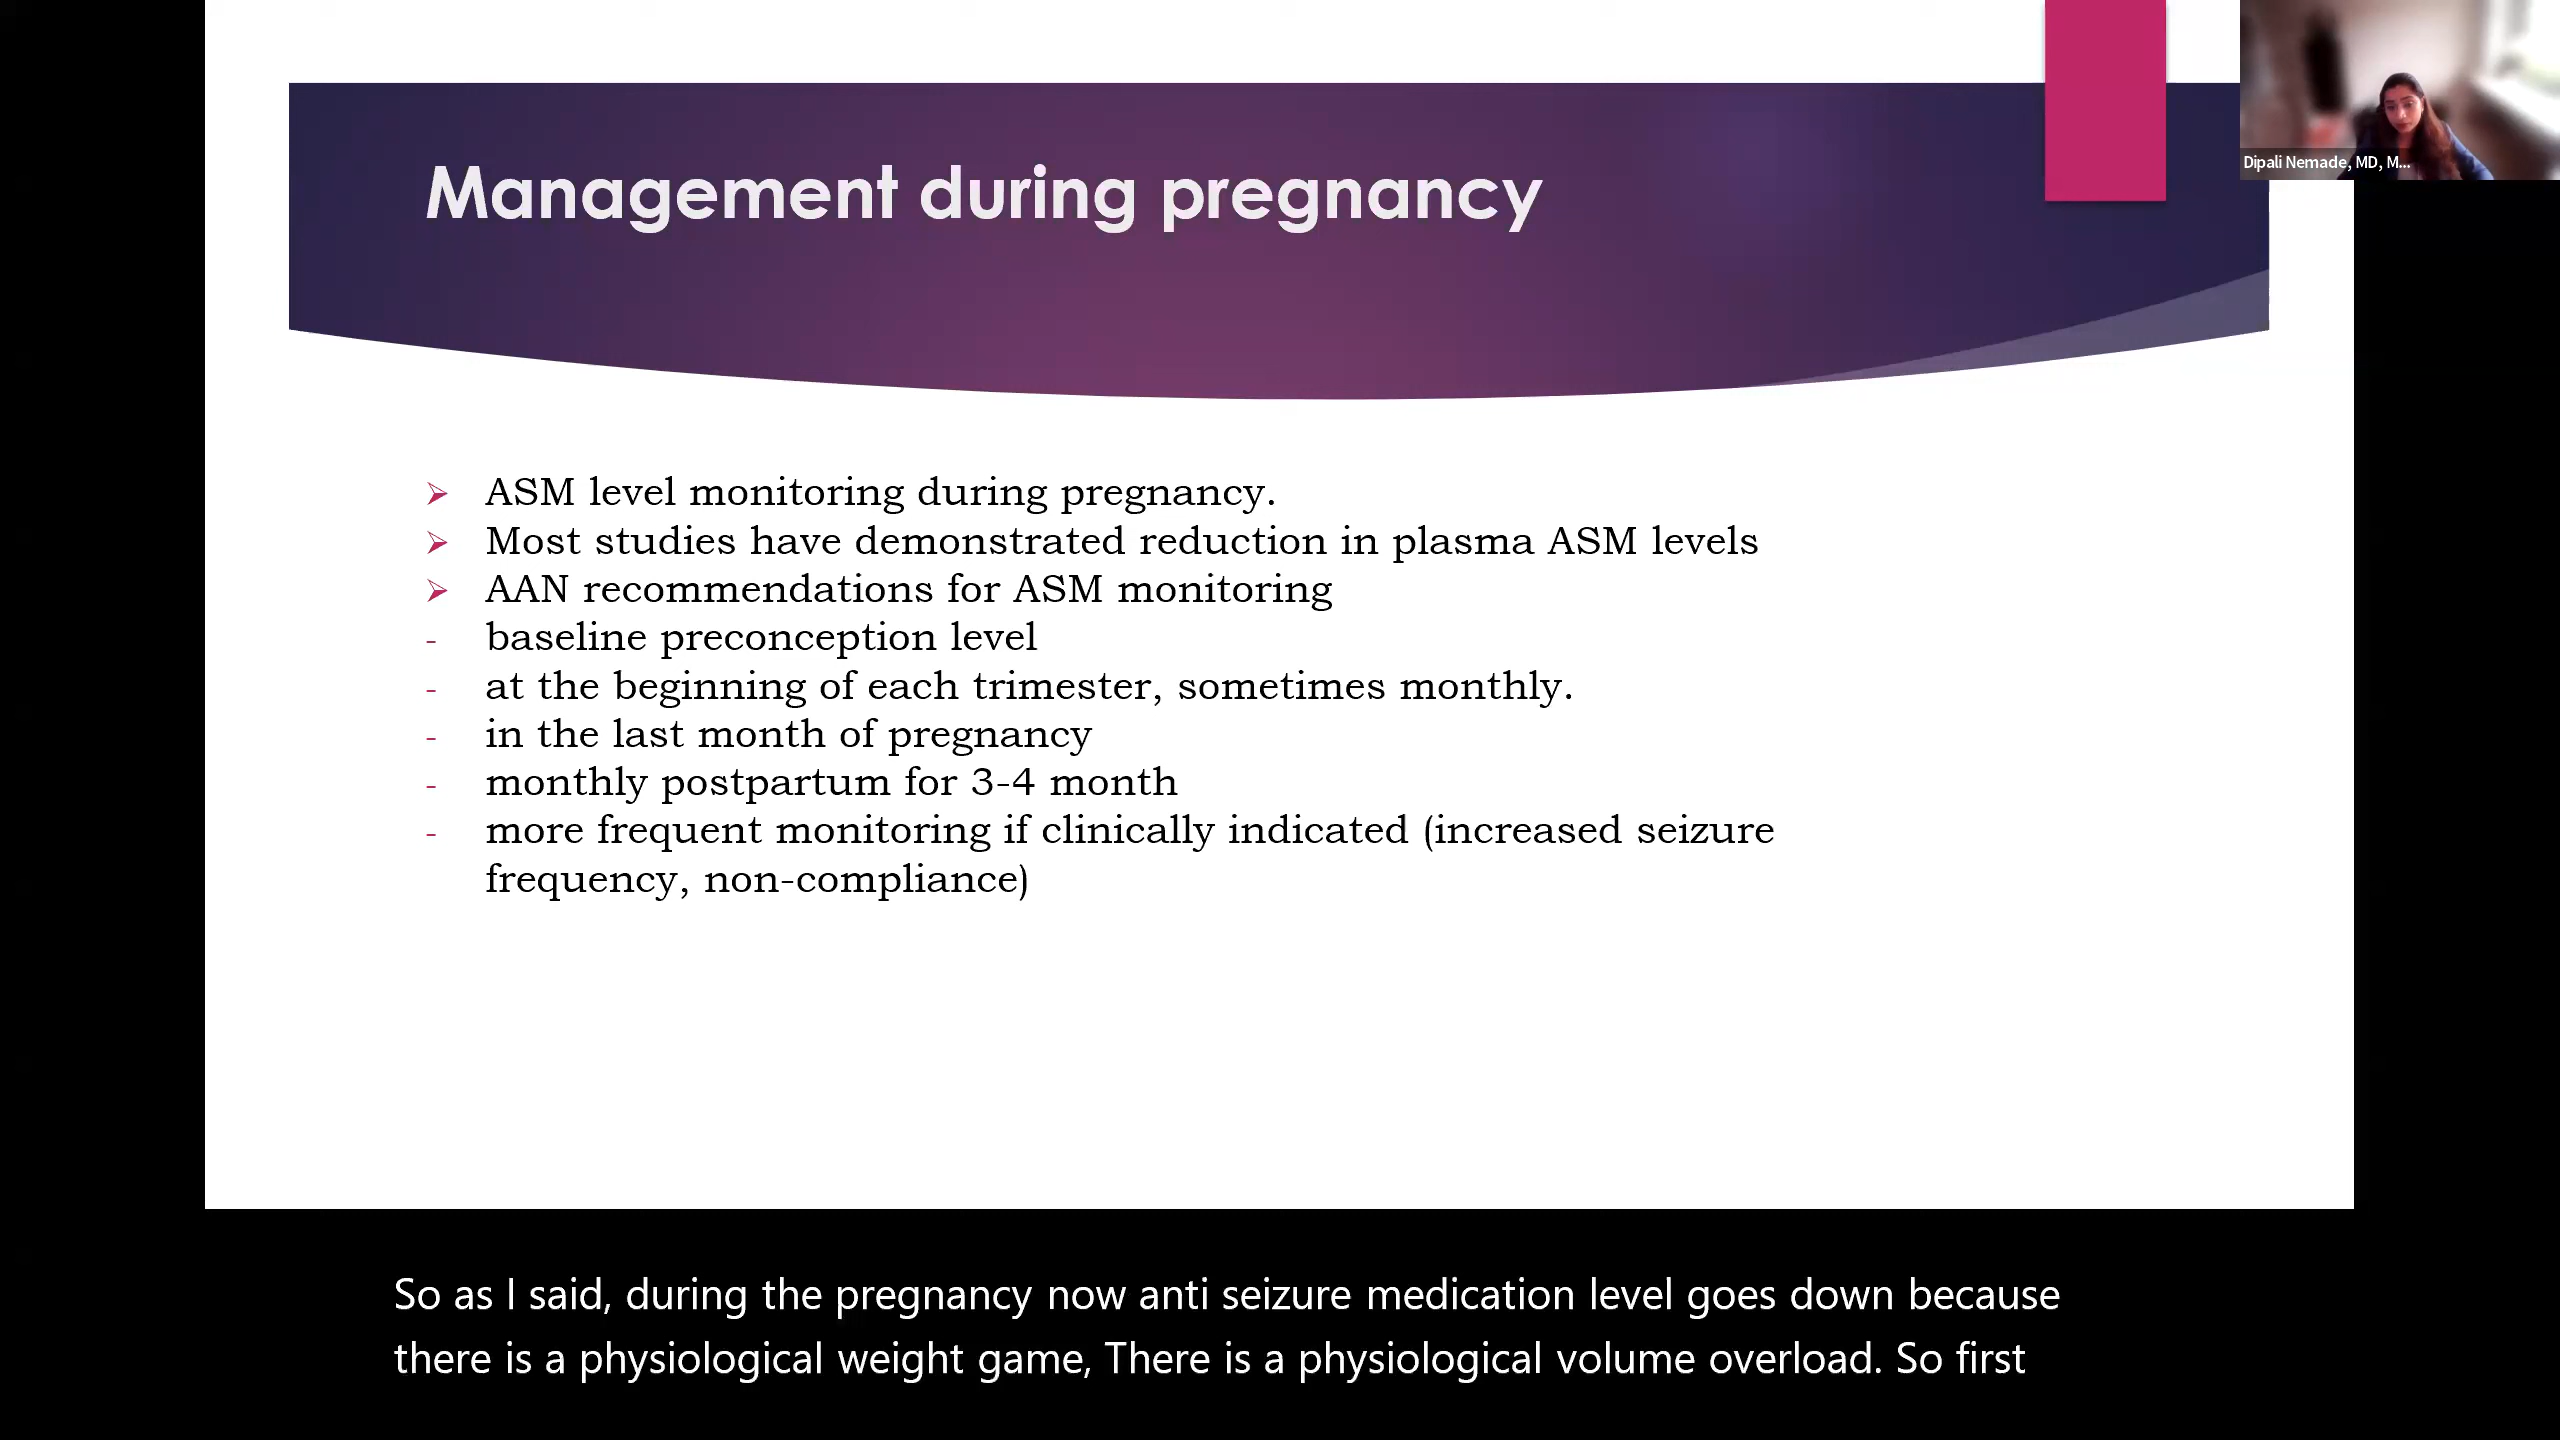 Management during pregnancy
Dipali Nemade, MD, M...
➢ ASM level monitoring during pregnancy.
➢ Most studies have demonstrated reduction in plasma ASM levels
➢ AAN recommendations for ASM monitoring
- baseline preconception level
- at the beginning of each trimester, sometimes monthly.
- in the last month of pregnancy
- monthly postpartum for 3-4 month
- more frequent monitoring if clinically indicated (increased seizure
frequency, non-compliance)
So as I said, during the pregnancy now anti seizure medication level goes down because
there is a physiological weight game, There is a physiological volume overload. So first